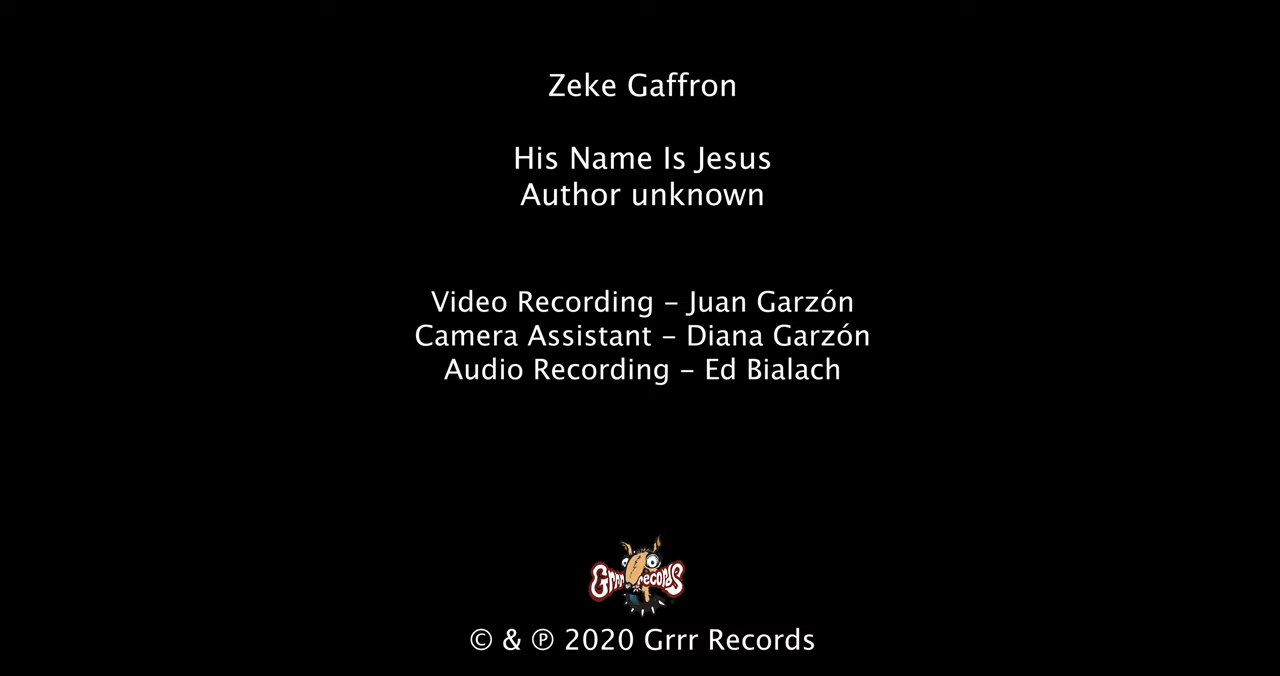 Zeke Gaffron
His Name Is Jesus
Author unknown
Video Recording – Juan Garzón
Camera Assistant – Diana Garzón
Audio Recording – Ed Bialach
Grrr records
© & ℗ 2020 Grrr Records